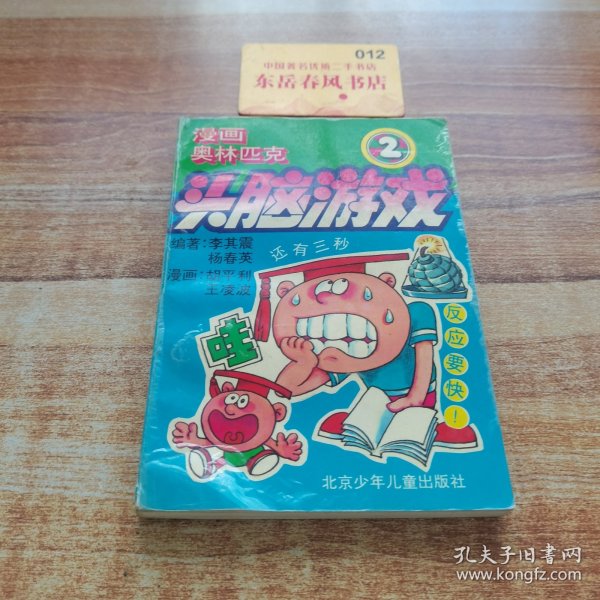 012
中国著名优质二手书店
东岳春风书店
漫画
奥林匹克
2
头脑游戏
编著：李其震
杨春英
漫画：胡平利
王凌波
还有三秒
哇
反应要快！
北京少年儿童出版社
孔夫子旧书网
www.kongfz.com